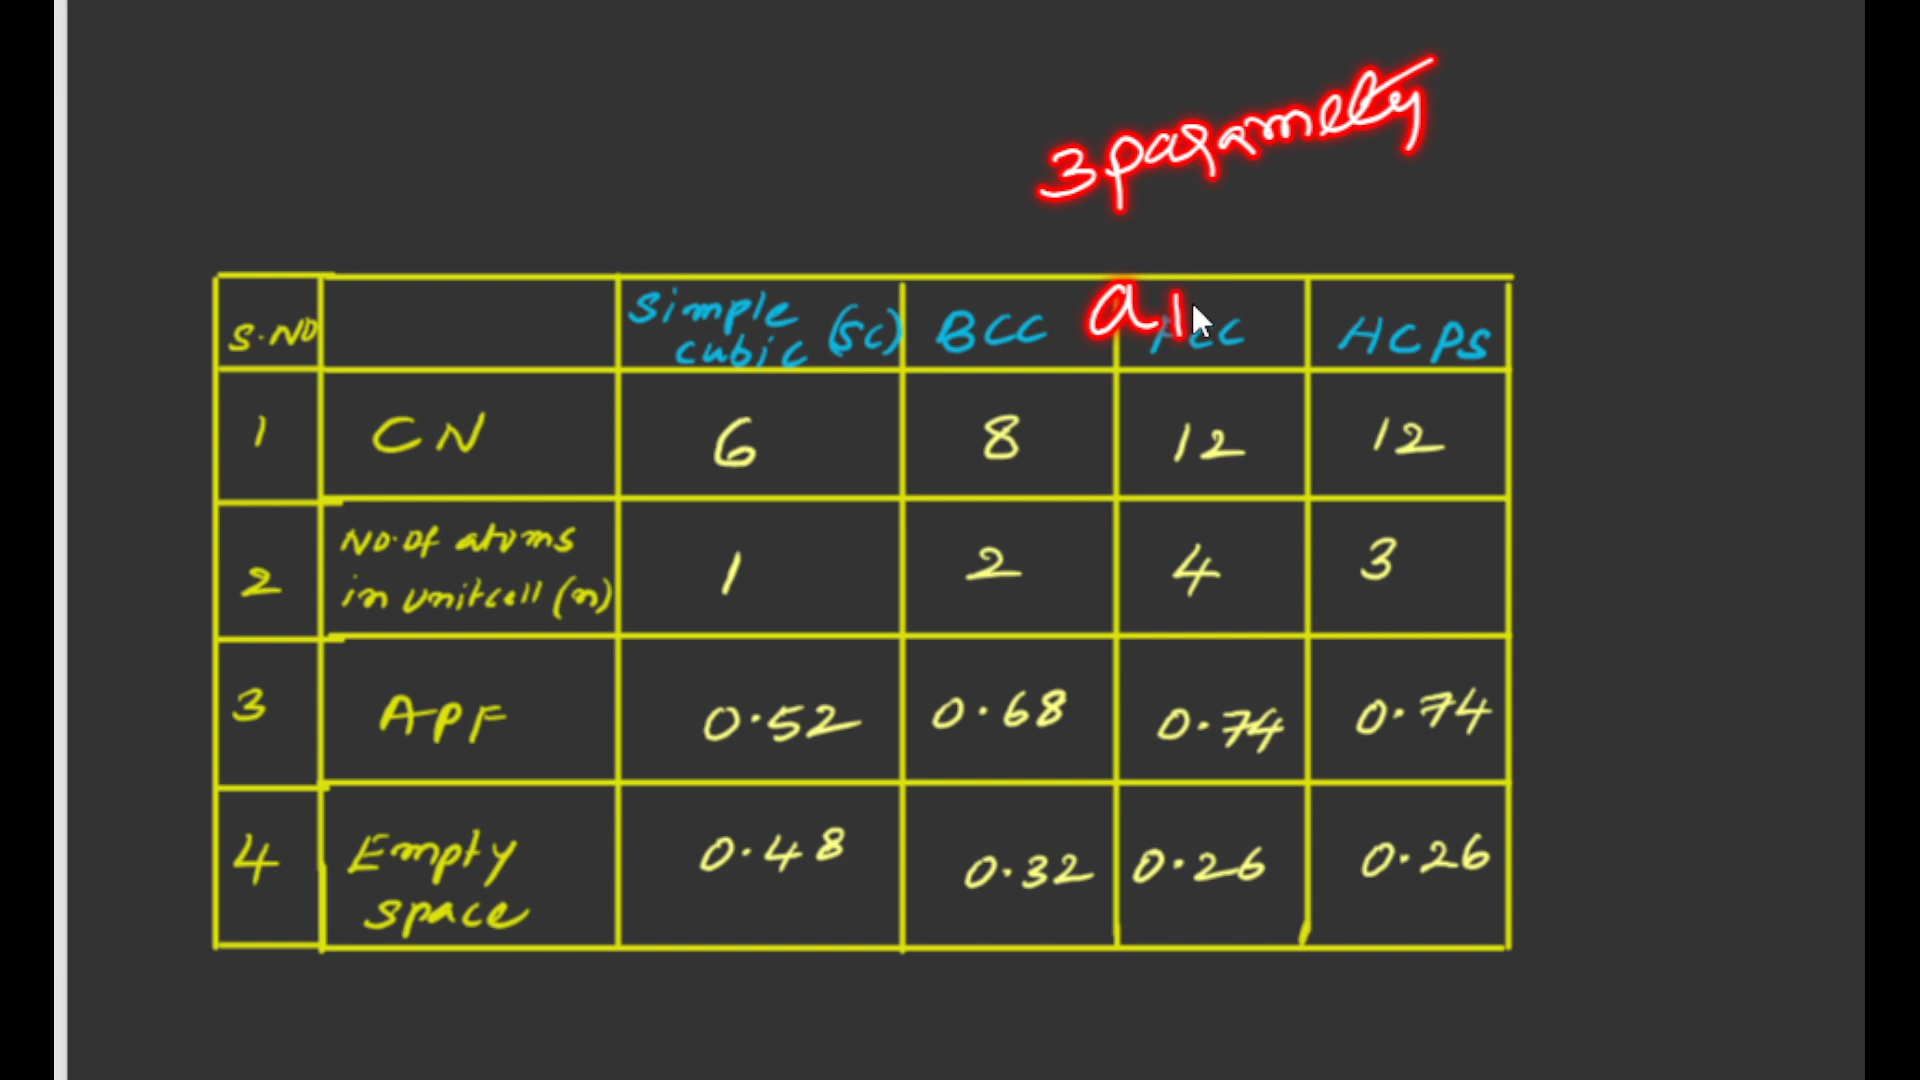 3 parameters
a1
S.NO Simple cubic (SC) BCC FCC HCPS
1 CN 6 8 12 12
2 NO.Of atoms in unitcell (n) 1 2 4 3
3 APF 0.52 0.68 0.74 0.74
4 Empty space 0.48 0.32 0.26 0.26